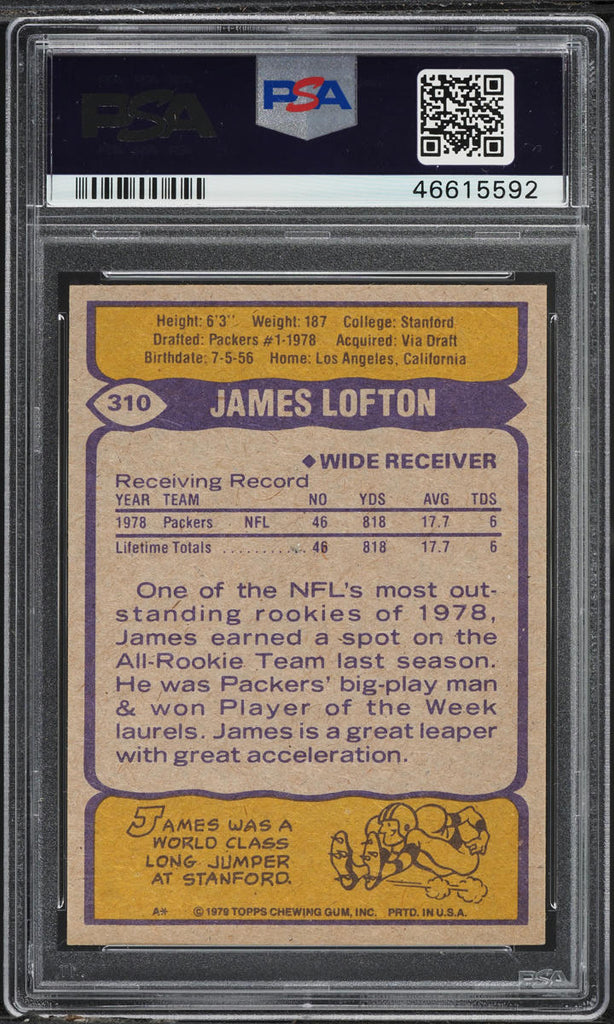 PSA
PSA
46615592
Height: 6'3" Weight: 187 College: Stanford
Drafted: Packers #1-1978 Acquired: Via Draft
Birthdate: 7-5-56 Home: Los Angeles, California
310 JAMES LOFTON
◆WIDE RECEIVER
Receiving Record
YEAR TEAM NO YDS AVG TDS
1978 Packers NFL 46 818 17.7 6
Lifetime Totals .......... 46 818 17.7 6
One of the NFL's most out-
standing rookies of 1978,
James earned a spot on the
All-Rookie Team last season.
He was Packers' big-play man
& won Player of the Week
laurels. James is a great leaper
with great acceleration.
JAMES WAS A
WORLD CLASS
LONG JUMPER
AT STANFORD.
A* © 1979 TOPPS CHEWING GUM, INC. PRTD. IN U.S.A.
PSA